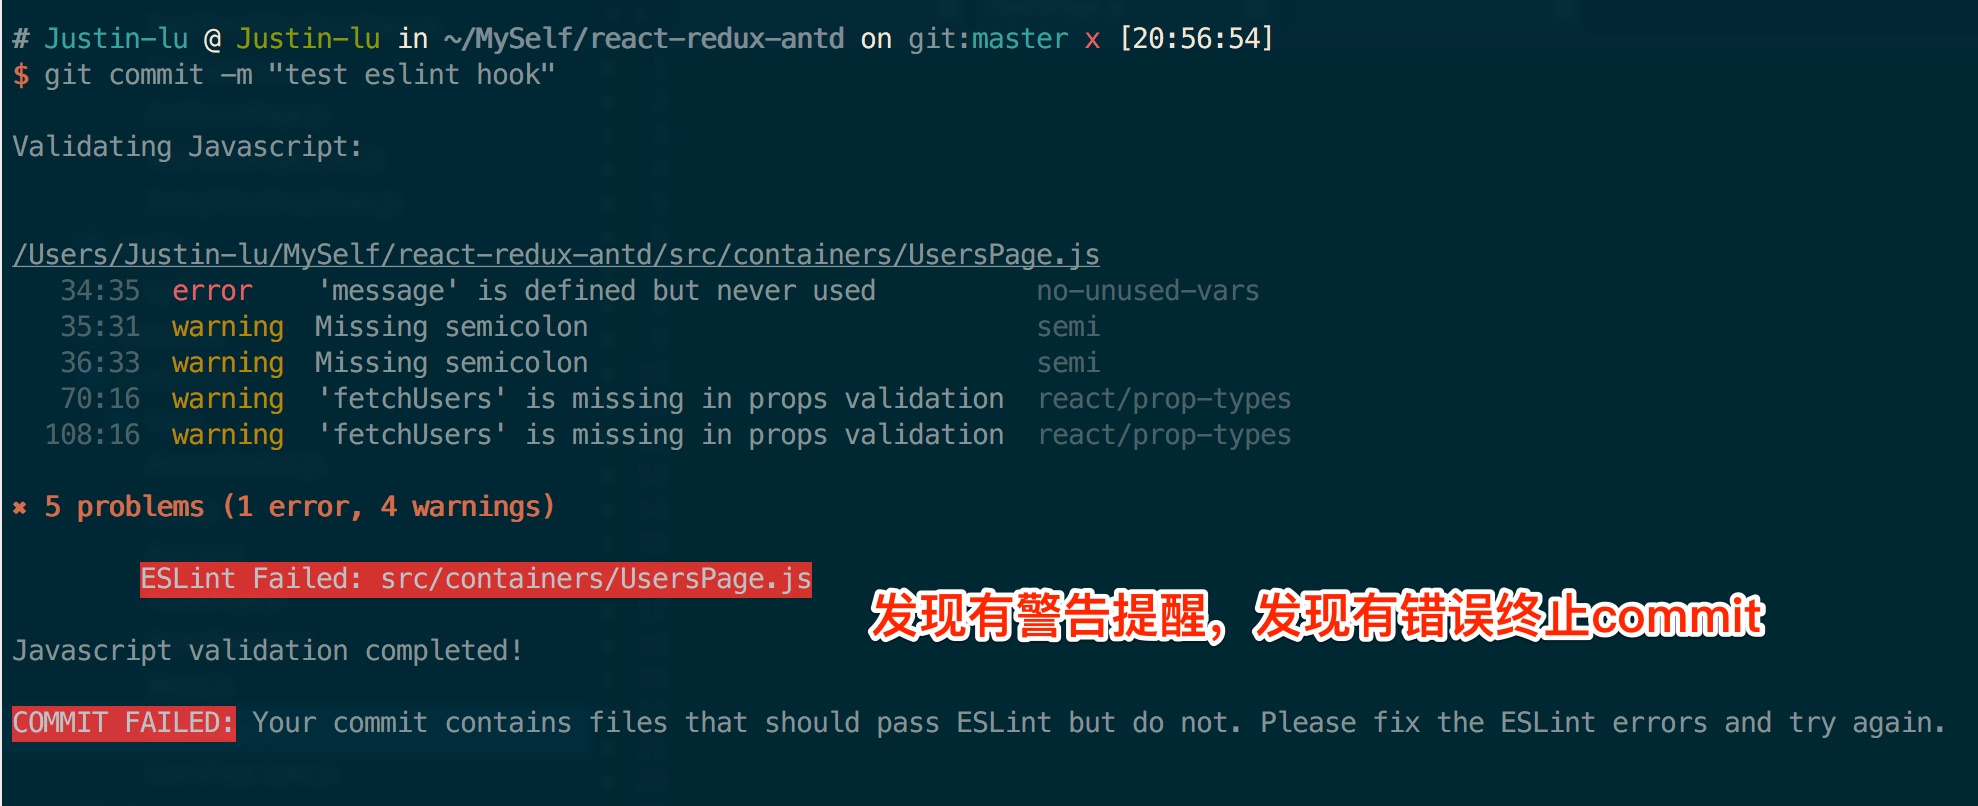 # Justin-lu @ Justin-lu in ~/MySelf/react-redux-antd on git:master x [20:56:54]
$ git commit -m "test eslint hook"
Validating Javascript:
/Users/Justin-lu/MySelf/react-redux-antd/src/containers/UsersPage.js
34:35 error 'message' is defined but never used no-unused-vars
35:31 warning Missing semicolon semi
36:33 warning Missing semicolon semi
70:16 warning 'fetchUsers' is missing in props validation react/prop-types
108:16 warning 'fetchUsers' is missing in props validation react/prop-types
✖ 5 problems (1 error, 4 warnings)
ESLint Failed: src/containers/UsersPage.js
发现有警告提醒，发现有错误终止commit
Javascript validation completed!
COMMIT FAILED: Your commit contains files that should pass ESLint but do not. Please fix the ESLint errors and try again.